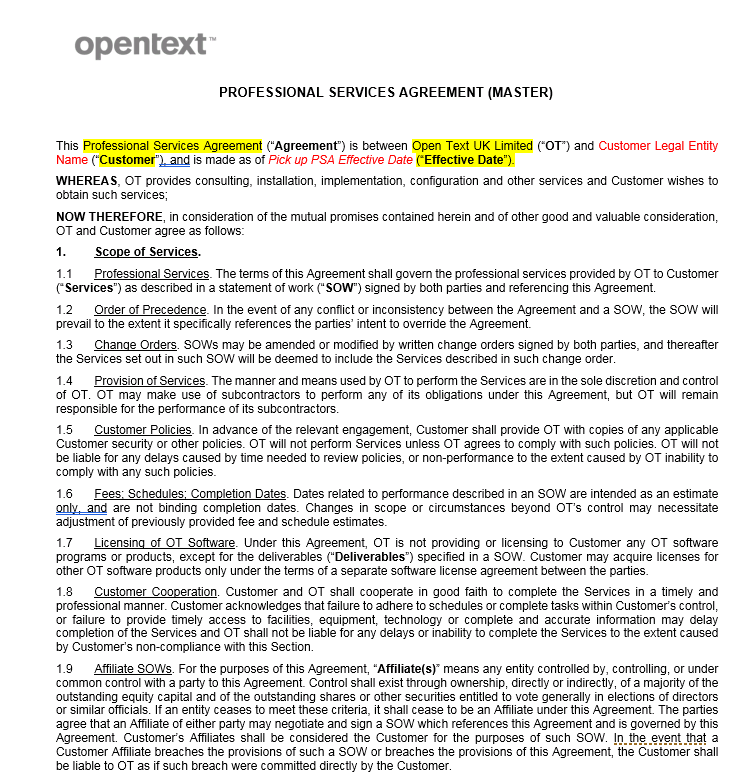 opentext™
PROFESSIONAL SERVICES AGREEMENT (MASTER)
This Professional Services Agreement (“Agreement”) is between Open Text UK Limited (“OT”) and Customer Legal Entity
Name (“Customer”), and is made as of Pick up PSA Effective Date (“Effective Date”).
WHEREAS, OT provides consulting, installation, implementation, configuration and other services and Customer wishes to
obtain such services;
NOW THEREFORE, in consideration of the mutual promises contained herein and of other good and valuable consideration,
OT and Customer agree as follows:
1. Scope of Services.
1.1 Professional Services. The terms of this Agreement shall govern the professional services provided by OT to Customer
(“Services”) as described in a statement of work (“SOW”) signed by both parties and referencing this Agreement.
1.2 Order of Precedence. In the event of any conflict or inconsistency between the Agreement and a SOW, the SOW will
prevail to the extent it specifically references the parties’ intent to override the Agreement.
1.3 Change Orders. SOWs may be amended or modified by written change orders signed by both parties, and thereafter
the Services set out in such SOW will be deemed to include the Services described in such change order.
1.4 Provision of Services. The manner and means used by OT to perform the Services are in the sole discretion and control
of OT. OT may make use of subcontractors to perform any of its obligations under this Agreement, but OT will remain
responsible for the performance of its subcontractors.
1.5 Customer Policies. In advance of the relevant engagement, Customer shall provide OT with copies of any applicable
Customer security or other policies. OT will not perform Services unless OT agrees to comply with such policies. OT will not
be liable for any delays caused by time needed to review policies, or non-performance to the extent caused by OT inability to
comply with any such policies.
1.6 Fees; Schedules; Completion Dates. Dates related to performance described in an SOW are intended as an estimate
only, and are not binding completion dates. Changes in scope or circumstances beyond OT’s control may necessitate
adjustment of previously provided fee and schedule estimates.
1.7 Licensing of OT Software. Under this Agreement, OT is not providing or licensing to Customer any OT software
programs or products, except for the deliverables (“Deliverables”) specified in a SOW. Customer may acquire licenses for
other OT software products only under the terms of a separate software license agreement between the parties.
1.8 Customer Cooperation. Customer and OT shall cooperate in good faith to complete the Services in a timely and
professional manner. Customer acknowledges that failure to adhere to schedules or complete tasks within Customer’s control,
or failure to provide timely access to facilities, equipment, technology or complete and accurate information may delay
completion of the Services and OT shall not be liable for any delays or inability to complete the Services to the extent caused
by Customer’s non-compliance with this Section.
1.9 Affiliate SOWs. For the purposes of this Agreement, “Affiliate(s)” means any entity controlled by, controlling, or under
common control with a party to this Agreement. Control shall exist through ownership, directly or indirectly, of a majority of the
outstanding equity capital and of the outstanding shares or other securities entitled to vote generally in elections of directors
or similar officials. If an entity ceases to meet these criteria, it shall cease to be an Affiliate under this Agreement. The parties
agree that an Affiliate of either party may negotiate and sign a SOW which references this Agreement and is governed by this
Agreement. Customer’s Affiliates shall be considered the Customer for the purposes of such SOW. In the event that a
Customer Affiliate breaches the provisions of such a SOW or breaches the provisions of this Agreement, the Customer shall
be liable to OT as if such breach were committed directly by the Customer.